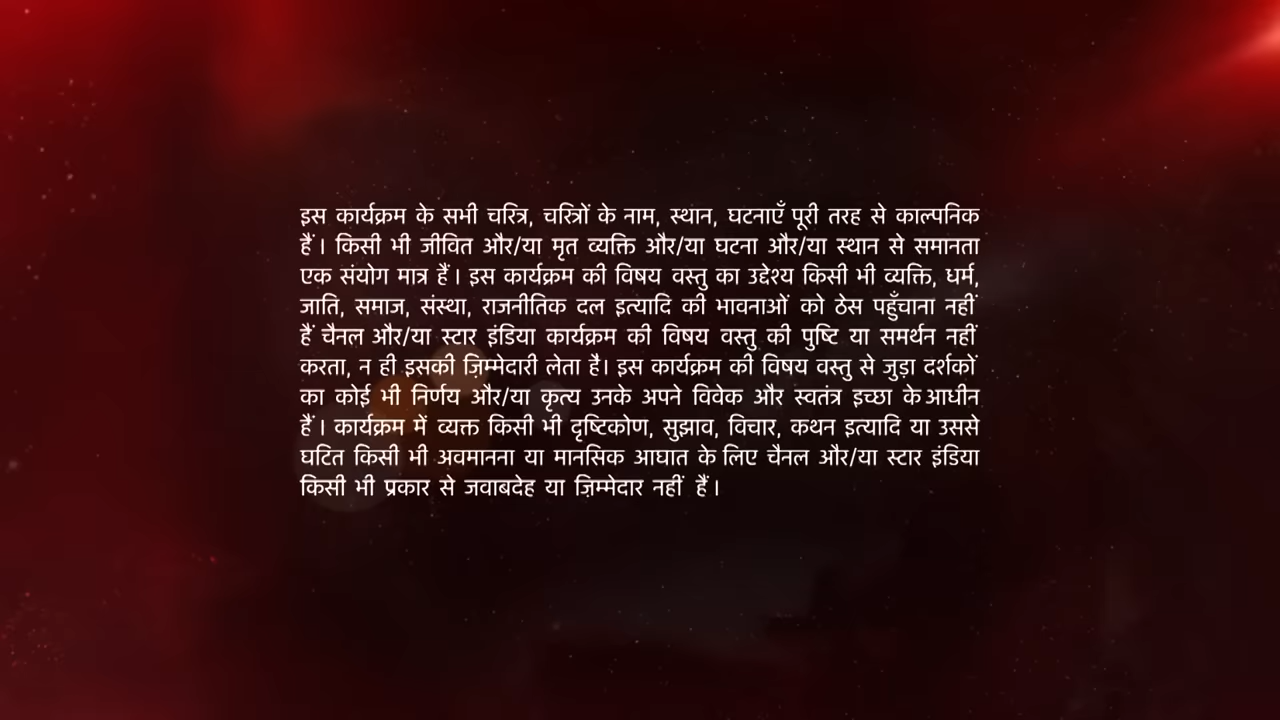 इस कार्यक्रम के सभी चरित्र, चरित्रों के नाम, स्थान, घटनाएँ पूरी तरह से काल्पनिक
हैं। किसी भी जीवित और/या मृत व्यक्ति और/या घटना और/या स्थान से समानता
एक संयोग मात्र हैं। इस कार्यक्रम की विषय वस्तु का उद्देश्य किसी भी व्यक्ति, धर्म,
जाति, समाज, संस्था, राजनीतिक दल इत्यादि की भावनाओं को ठेस पहुँचाना नहीं
हैं चैनल और/या स्टार इंडिया कार्यक्रम की विषय वस्तु की पुष्टि या समर्थन नहीं
करता, न ही इसकी ज़िम्मेदारी लेता है। इस कार्यक्रम की विषय वस्तु से जुड़ा दर्शकों
का कोई भी निर्णय और/या कृत्य उनके अपने विवेक और स्वतंत्र इच्छा के आधीन
हैं। कार्यक्रम में व्यक्त किसी भी दृष्टिकोण, सुझाव, विचार, कथन इत्यादि या उससे
घटित किसी भी अवमानना या मानसिक आघात के लिए चैनल और/या स्टार इंडिया
किसी भी प्रकार से जवाबदेह या ज़िम्मेदार नहीं हैं।